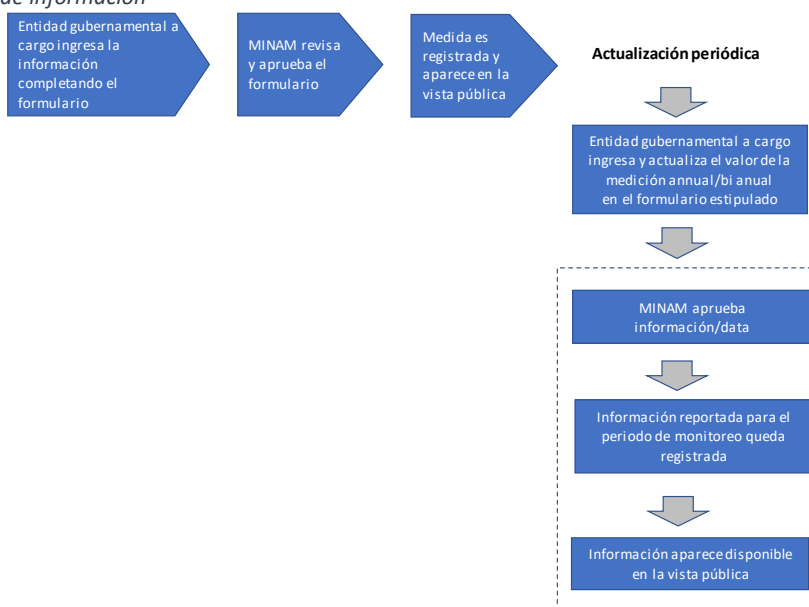 de información
Entidad gubernamental a
cargo ingresa la
información
completando el
formulario
MINAM revisa
y aprueba el
formulario
Medida es
registrada y
aparece en la
vista pública
Actualización periódica
Entidad gubernamental a cargo
ingresa y actualiza el valor de la
medición annual/bi anual
en el formulario estipulado
MINAM aprueba
información/data
Información reportada para el
periodo de monitoreo queda
registrada
Información aparece disponible
en la vista pública